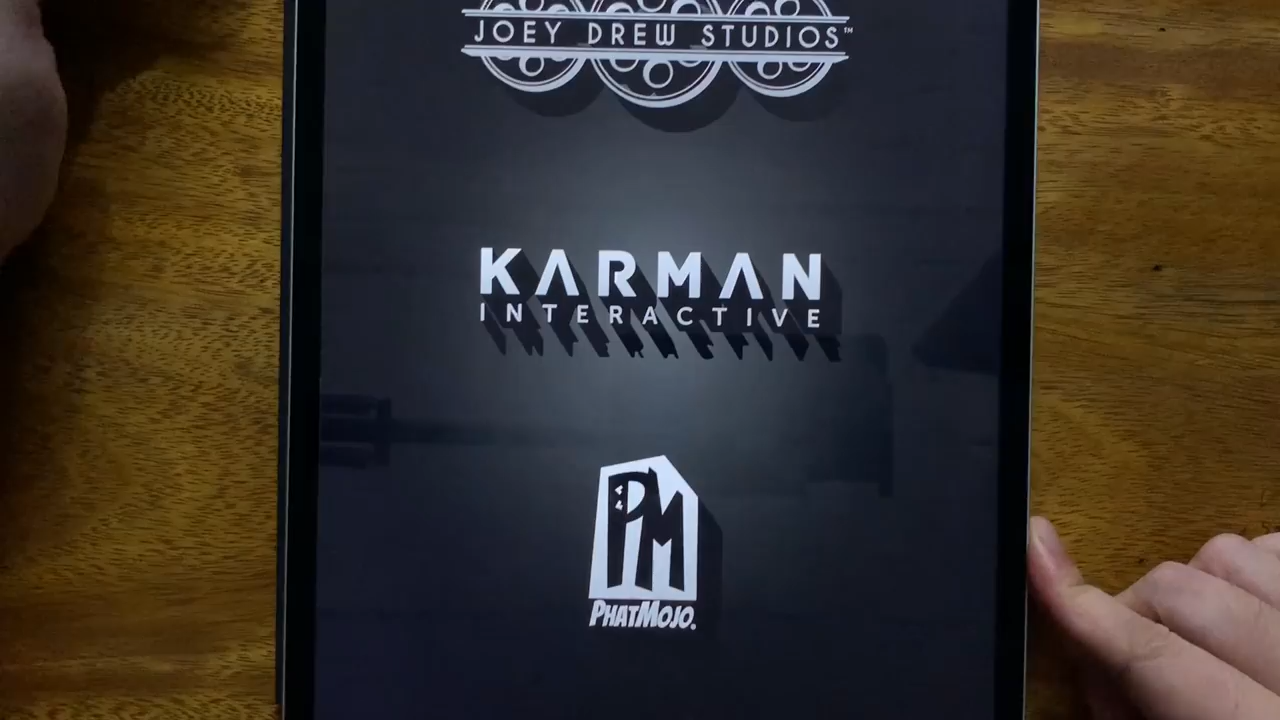 JOEY DREW STUDIOS™
KARMAN
INTERACTIVE
PM
PHATMOJO.